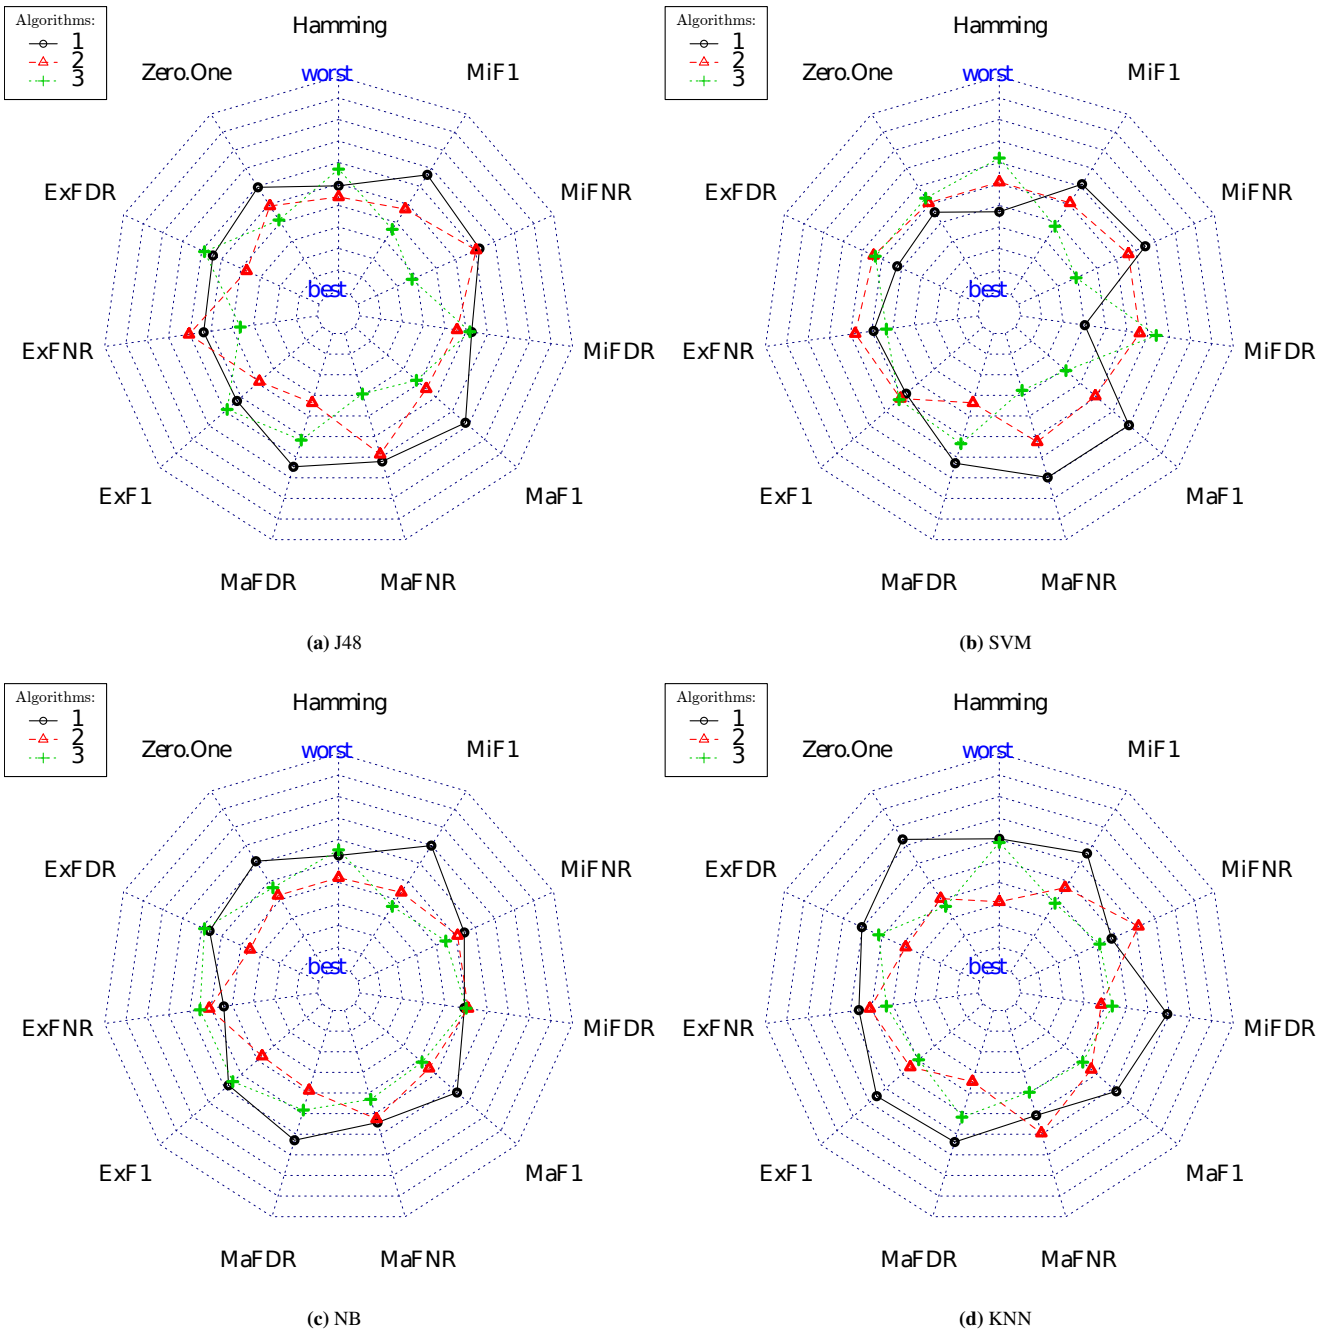 Algorithms:
1
2
3
Hamming
Zero.One
worst
MiF1
ExFDR
MiFNR
best
ExFNR
MiFDR
ExF1
MaF1
MaFDR
MaFNR
(a) J48
Algorithms:
1
2
3
Hamming
Zero.One
worst
MiF1
ExFDR
MiFNR
best
ExFNR
MiFDR
ExF1
MaF1
MaFDR
MaFNR
(b) SVM
Algorithms:
1
2
3
Hamming
Zero.One
worst
MiF1
ExFDR
MiFNR
best
ExFNR
MiFDR
ExF1
MaF1
MaFDR
MaFNR
(c) NB
Algorithms:
1
2
3
Hamming
Zero.One
worst
MiF1
ExFDR
MiFNR
best
ExFNR
MiFDR
ExF1
MaF1
MaFDR
MaFNR
(d) KNN